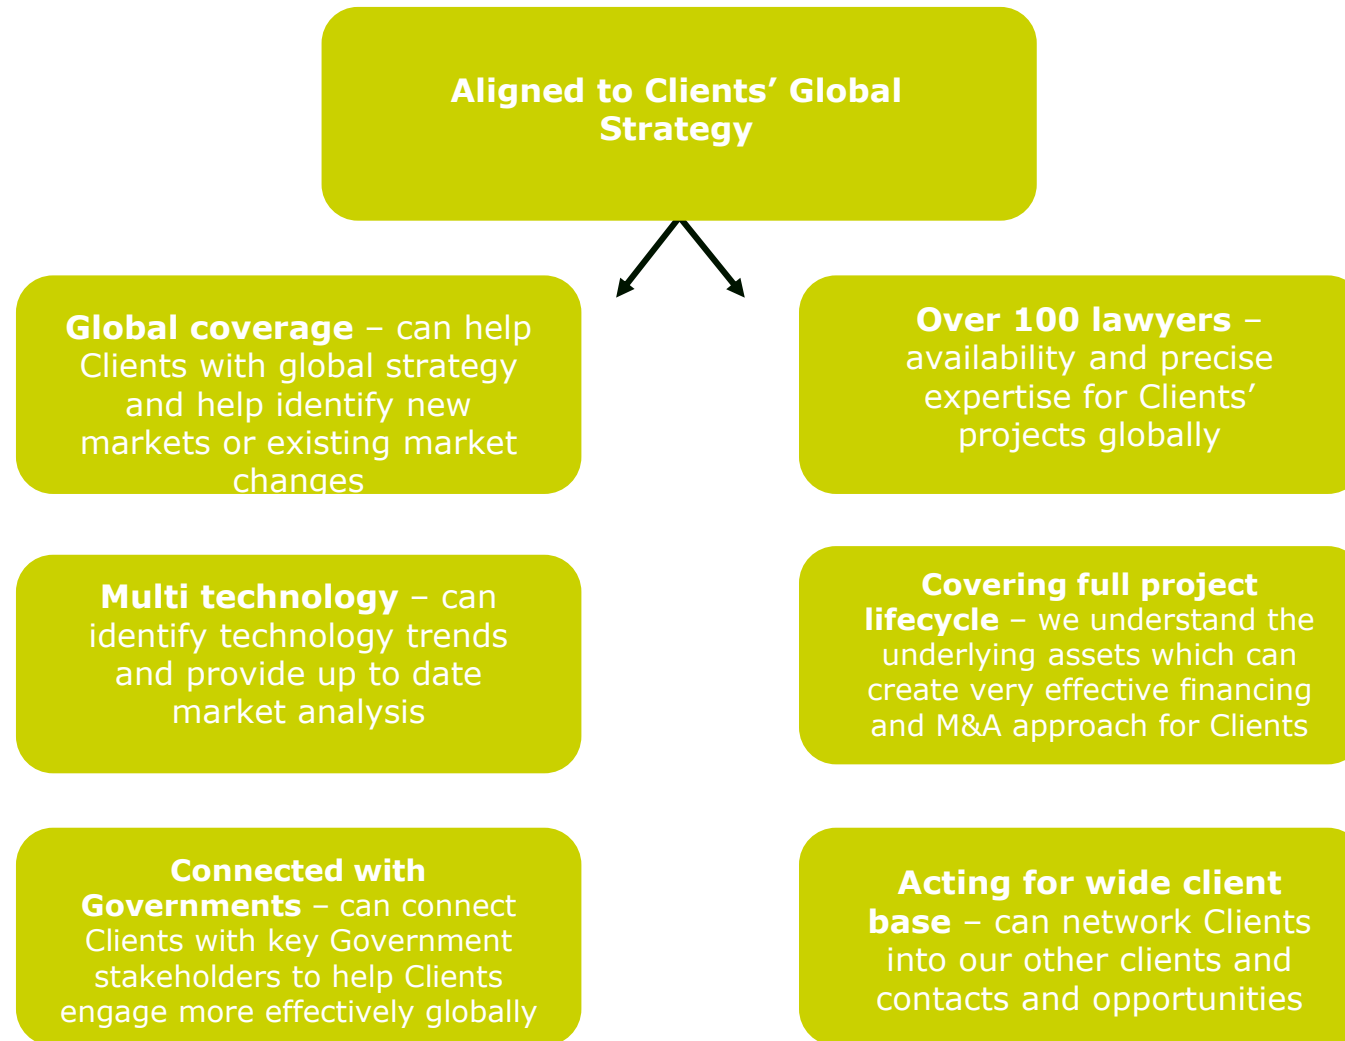 Aligned to Clients’ Global
Strategy
Global coverage – can help
Clients with global strategy
and help identify new
markets or existing market
changes
Over 100 lawyers –
availability and precise
expertise for Clients’
projects globally
Multi technology – can
identify technology trends
and provide up to date
market analysis
Covering full project
lifecycle – we understand the
underlying assets which can
create very effective financing
and M&A approach for Clients
Connected with
Governments – can connect
Clients with key Government
stakeholders to help Clients
engage more effectively globally
Acting for wide client
base – can network Clients
into our other clients and
contacts and opportunities